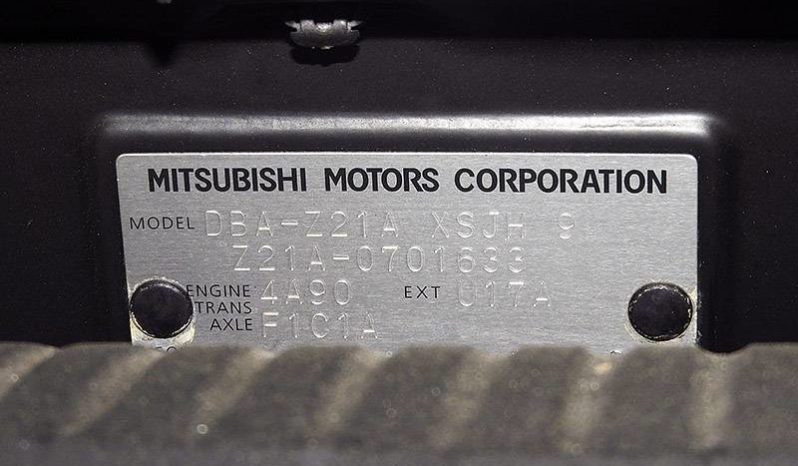 MITSUBISHI MOTORS CORPORATION
MODEL DBA-Z21A XSJH 9
Z21A-0701633
ENGINE 4A90 EXT U17A
TRANS
AXLE F1C1A